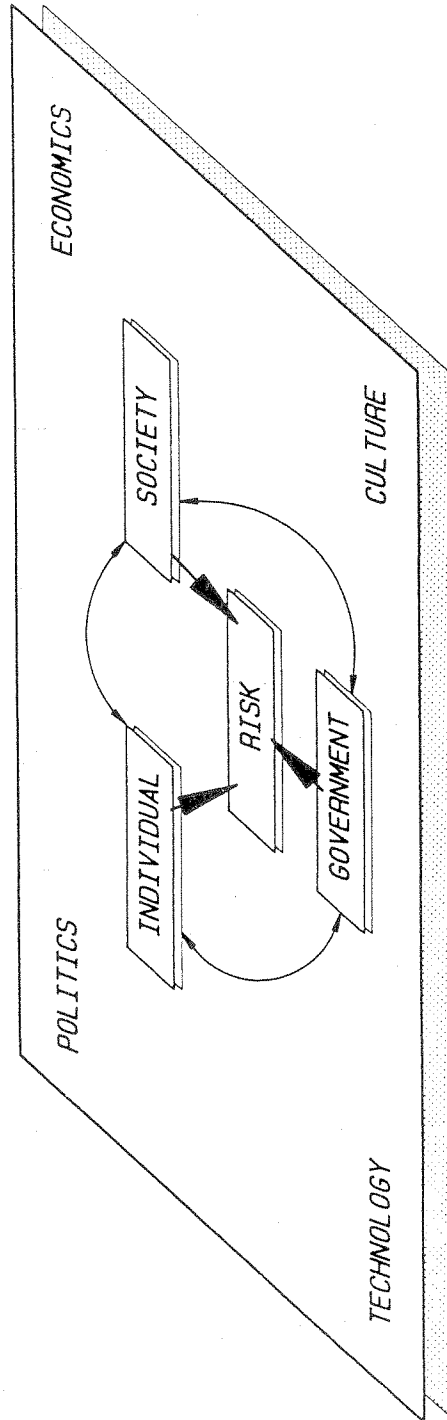 POLITICS
ECONOMICS
INDIVIDUAL
SOCIETY
RISK
GOVERNMENT
TECHNOLOGY
CULTURE